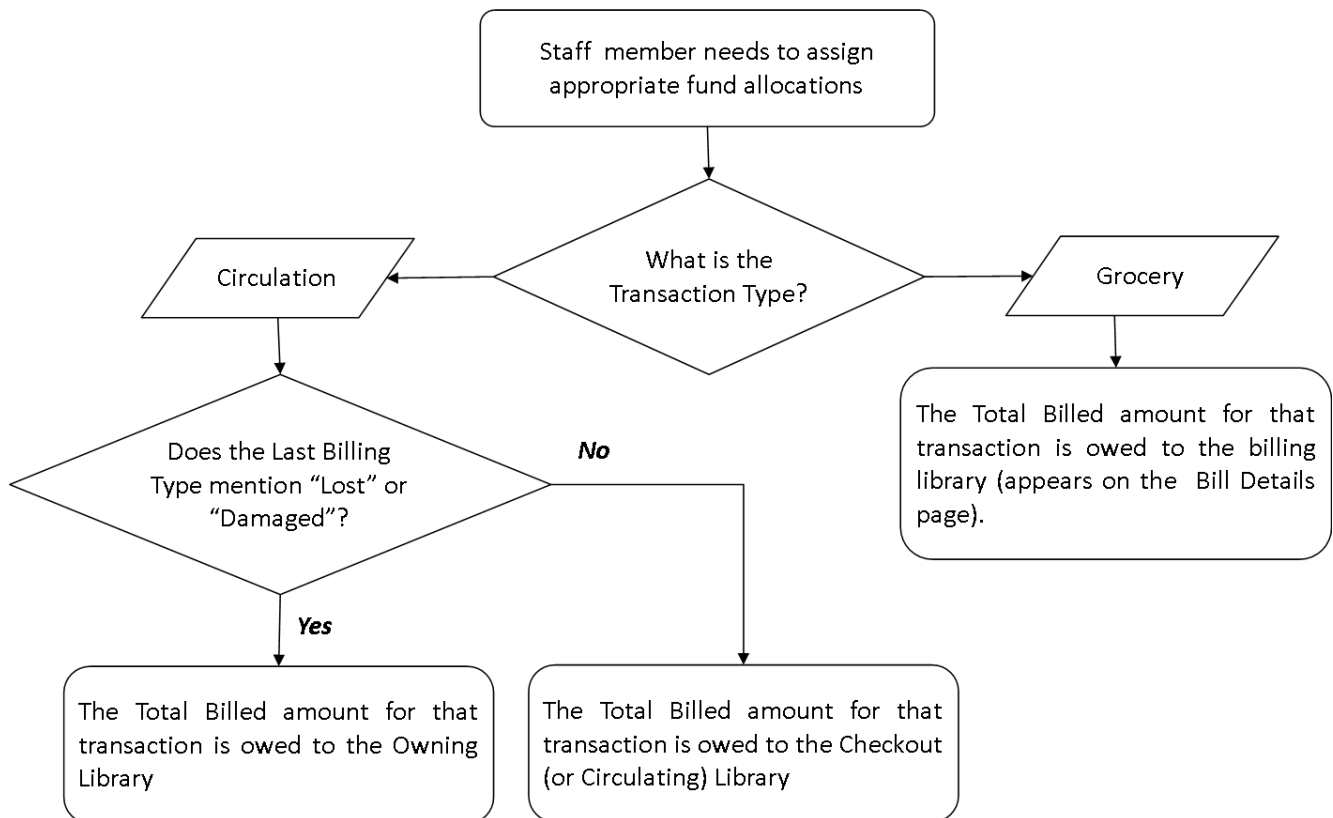 Staff member needs to assign
appropriate fund allocations
What is the
Transaction Type?
Circulation
Grocery
The Total Billed amount for that
transaction is owed to the billing
library (appears on the Bill Details
page).
Does the Last Billing
Type mention “Lost” or
“Damaged”?
No
Yes
The Total Billed amount for that
transaction is owed to the Owning
Library
The Total Billed amount for that
transaction is owed to the Checkout
(or Circulating) Library